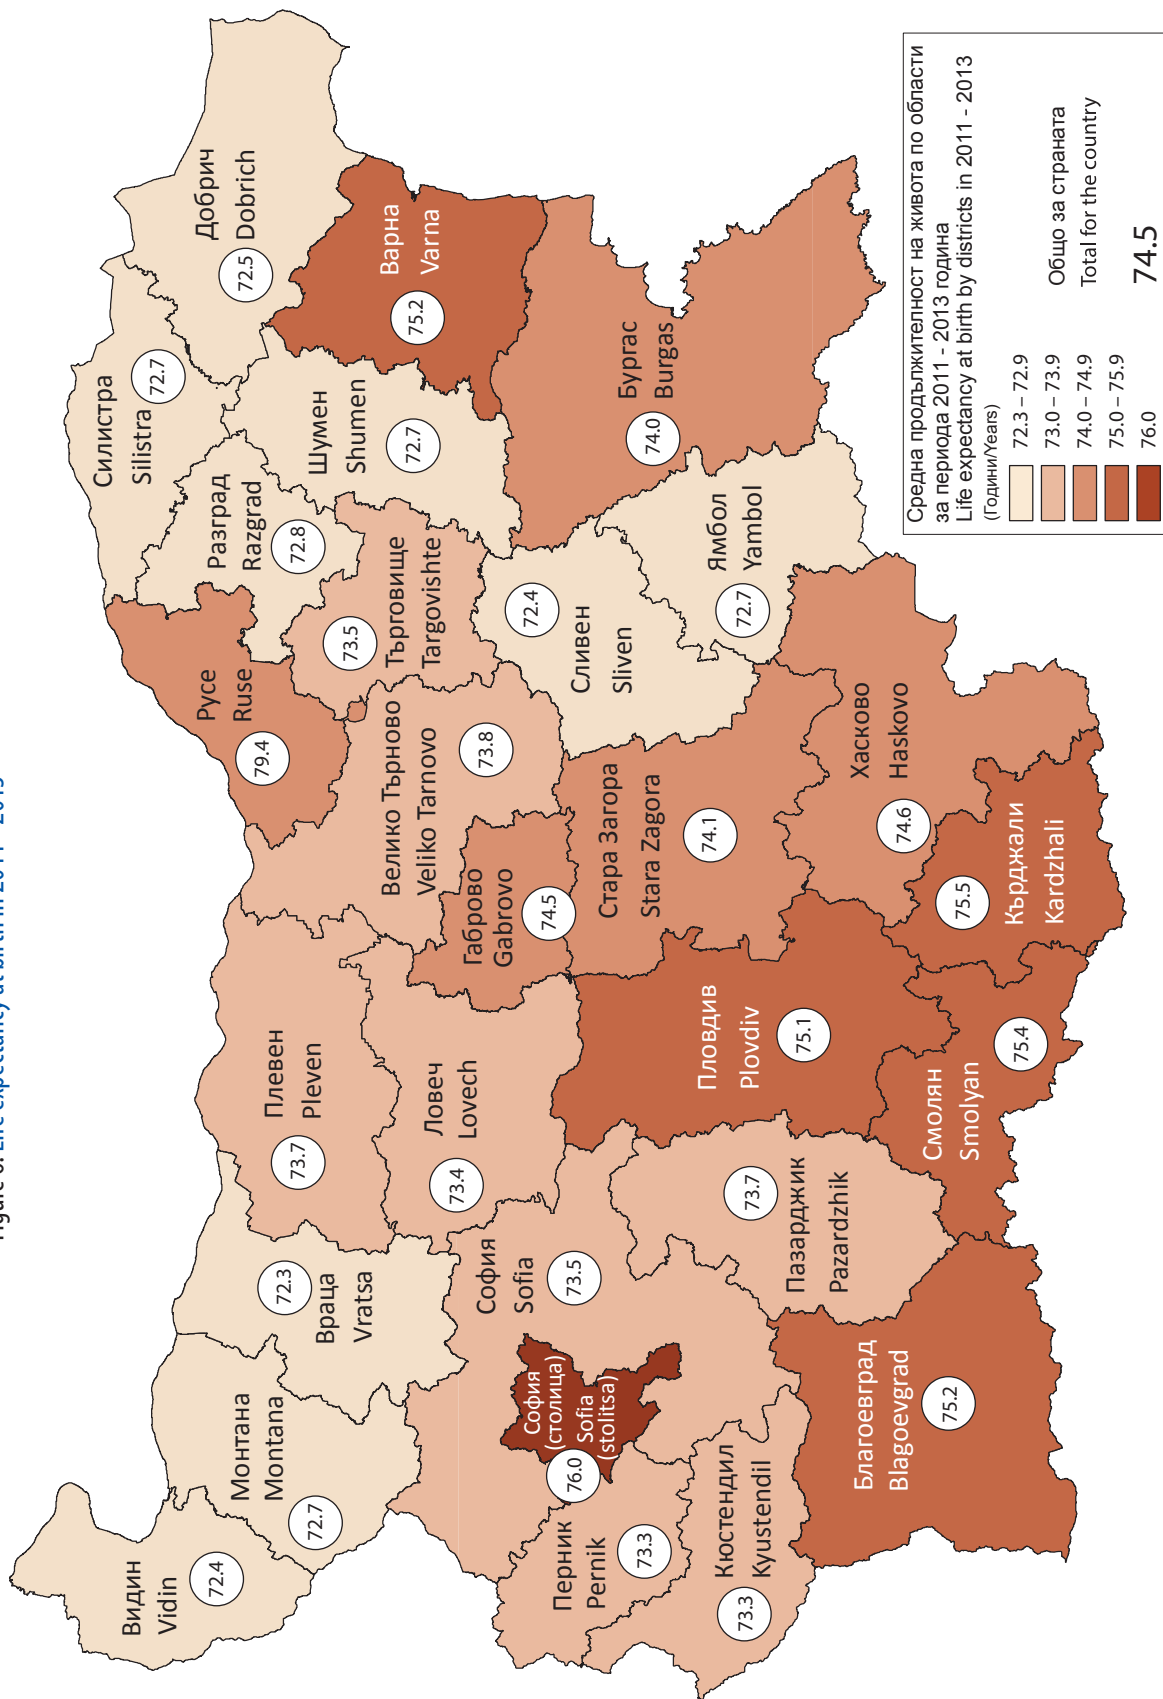 Видин
Vidin
72.4
Монтана
Montana
72.7
Враца
Vratsa
72.3
Плевен
Pleven
73.7
Ловеч
Lovech
73.4
Велико Търново
Veliko Tarnovo
73.8
Габрово
Gabrovo
74.5
Русе
Ruse
79.4
Разград
Razgrad
72.8
Силистра
Silistra
72.7
Добрич
Dobrich
72.5
Варна
Varna
75.2
Шумен
Shumen
72.7
Търговище
Targovishte
73.5
Сливен
Sliven
72.4
Бургас
Burgas
74.0
Ямбол
Yambol
72.7
Стара Загора
Stara Zagora
74.1
Хасково
Haskovo
74.6
Кърджали
Kardzhali
75.5
Пловдив
Plovdiv
75.1
Смолян
Smolyan
75.4
Пазарджик
Pazardzhik
73.7
София
Sofia
73.5
София
(столица)
Sofia
(stolitsa)
76.0
Перник
Pernik
73.3
Кюстендил
Kyustendil
73.3
Благоевград
Blagoevgrad
75.2
Средна продължителност на живота по области
за периода 2011 - 2013 година
Life expectancy at birth by districts in 2011 - 2013
(Години/Years)
72.3 – 72.9
73.0 – 73.9
74.0 – 74.9
75.0 – 75.9
76.0
Общо за страната
Total for the country
74.5